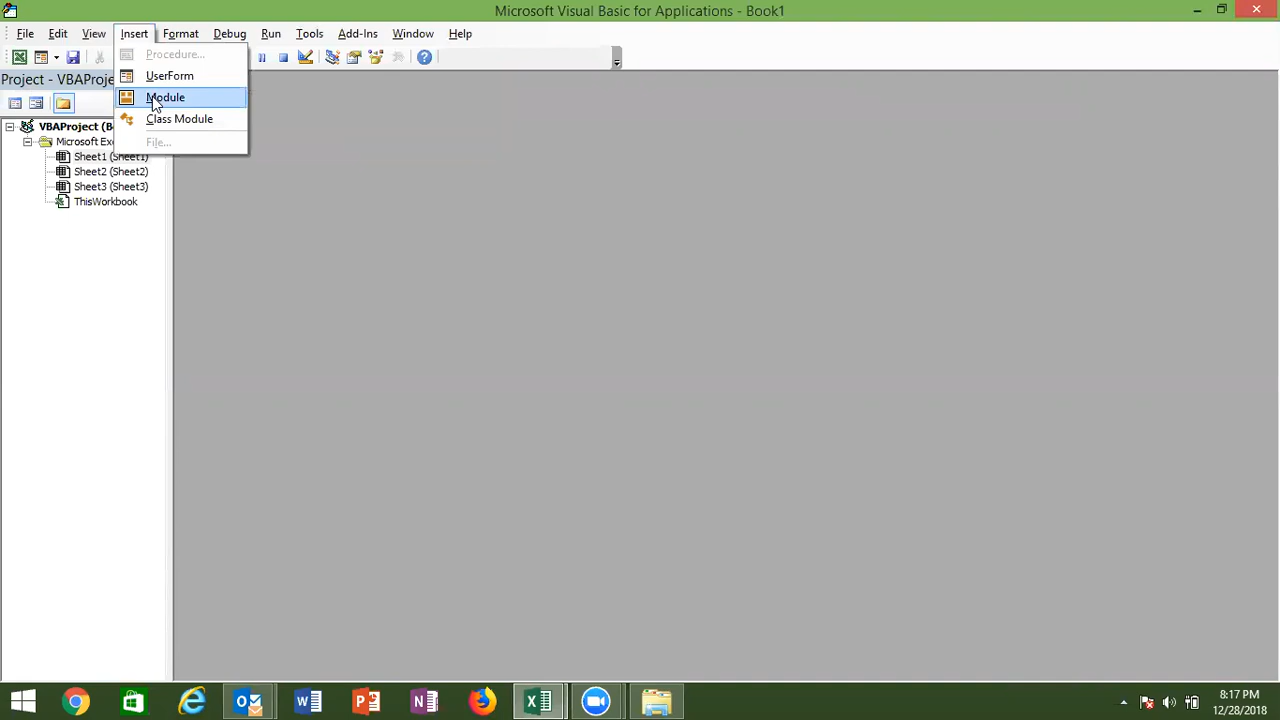 Microsoft Visual Basic for Applications - Book1
File Edit View Insert Format Debug Run Tools Add-Ins Window Help
Procedure...
UserForm
Module
Class Module
File...
Project - VBAProje
VBAProject (B
Microsoft Exc
Sheet1 (Sheet1)
Sheet2 (Sheet2)
Sheet3 (Sheet3)
ThisWorkbook
8:17 PM
12/28/2018